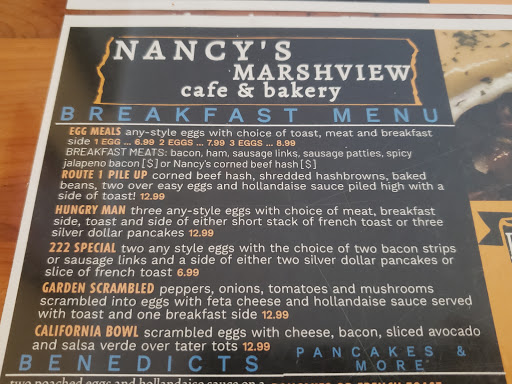 NANCY'S
MARSHVIEW
cafe & bakery
BREAKFAST MENU
EGG MEALS any-style eggs with choice of toast, meat and breakfast
side 1 EGG ... 6.99 2 EGGS ... 7.99 3 EGGS ... 8.99
BREAKFAST MEATS: bacon, ham, sausage links, sausage patties, spicy
jalapeno bacon [S] or Nancy's corned beef hash [S]
ROUTE 1 PILE UP corned beef hash, shredded hashbrowns, baked
beans, two over easy eggs and hollandaise sauce piled high with a
side of toast! 12.99
HUNGRY MAN three any-style eggs with choice of meat, breakfast
side, toast and side of either short stack of french toast or three
silver dollar pancakes 12.99
222 SPECIAL two any style eggs with the choice of two bacon strips
or sausage links and a side of either two silver dollar pancakes or
slice of french toast 6.99
GARDEN SCRAMBLED peppers, onions, tomatoes and mushrooms
scrambled into eggs with feta cheese and hollandaise sauce served
with toast and one breakfast side 12.99
CALIFORNIA BOWL scrambled eggs with cheese, bacon, sliced avocado
and salsa verde over tater tots 12.99
BENEDICTS
two poached eggs and hollandaise sauce on a
PANCAKES &
MORE